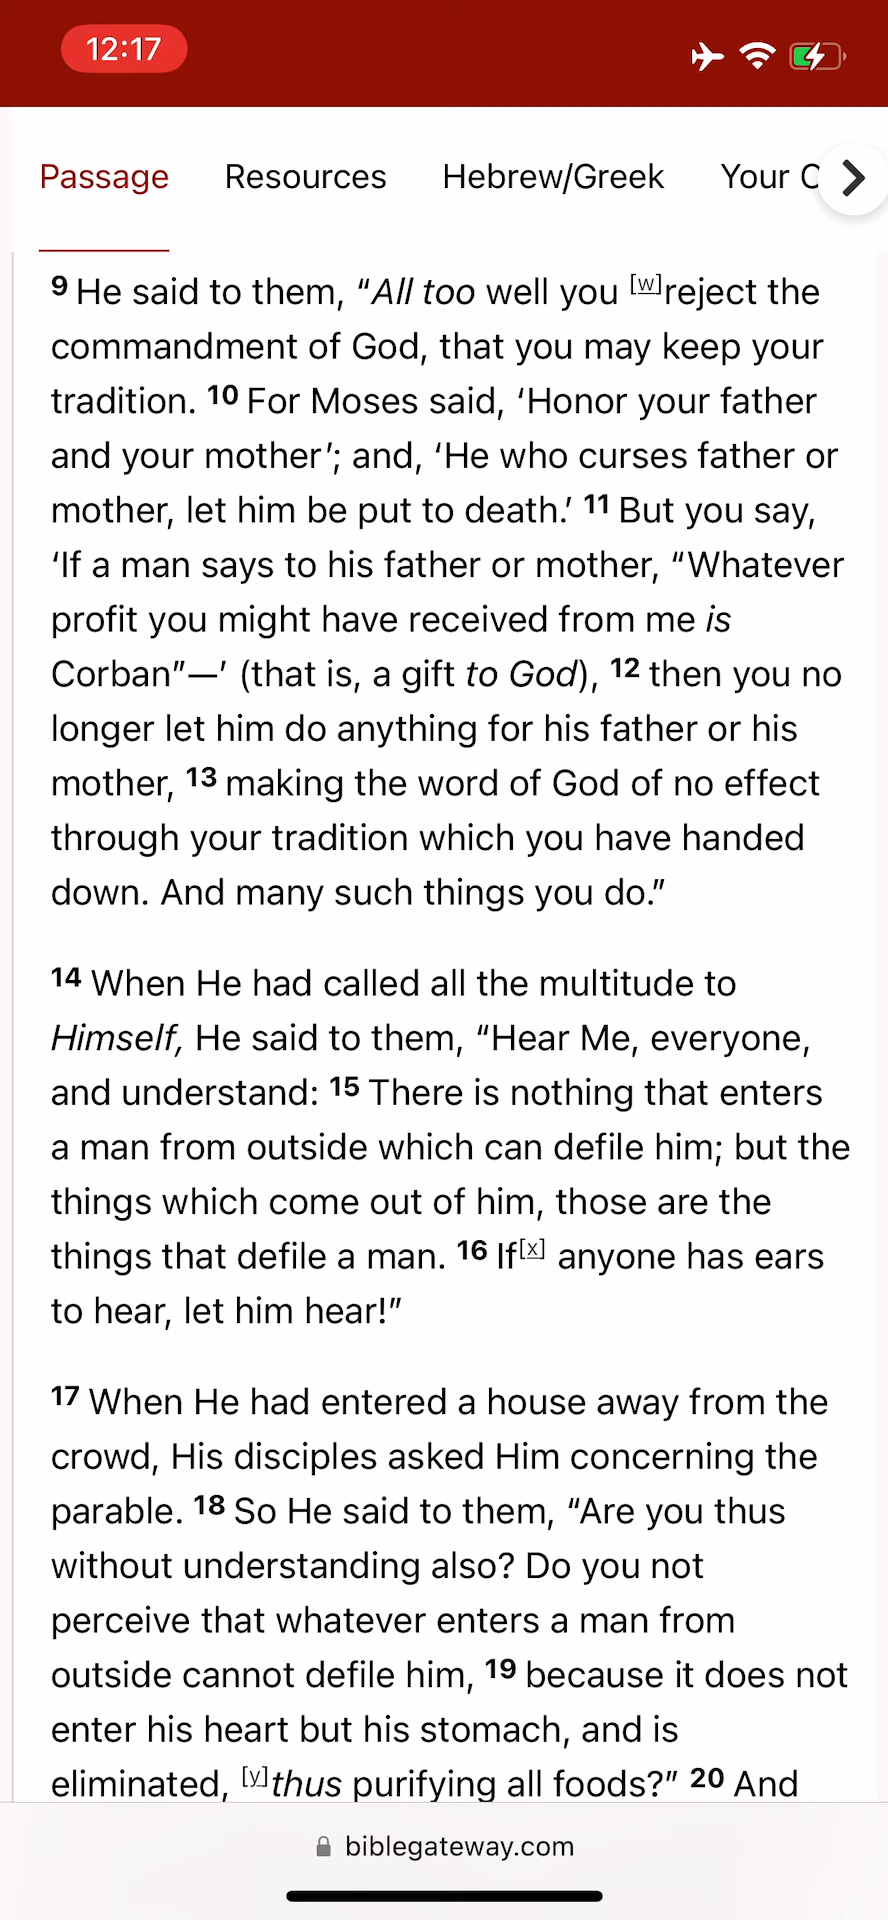 12:17
Passage Resources Hebrew/Greek Your C
9 He said to them, “All too well you [w]reject the
commandment of God, that you may keep your
tradition. 10 For Moses said, ‘Honor your father
and your mother’; and, ‘He who curses father or
mother, let him be put to death.’ 11 But you say,
‘If a man says to his father or mother, “Whatever
profit you might have received from me is
Corban”—’ (that is, a gift to God), 12 then you no
longer let him do anything for his father or his
mother, 13 making the word of God of no effect
through your tradition which you have handed
down. And many such things you do.”
14 When He had called all the multitude to
Himself, He said to them, “Hear Me, everyone,
and understand: 15 There is nothing that enters
a man from outside which can defile him; but the
things which come out of him, those are the
things that defile a man. 16 If[x] anyone has ears
to hear, let him hear!”
17 When He had entered a house away from the
crowd, His disciples asked Him concerning the
parable. 18 So He said to them, “Are you thus
without understanding also? Do you not
perceive that whatever enters a man from
outside cannot defile him, 19 because it does not
enter his heart but his stomach, and is
eliminated, [y]thus purifying all foods?” 20 And
biblegateway.com